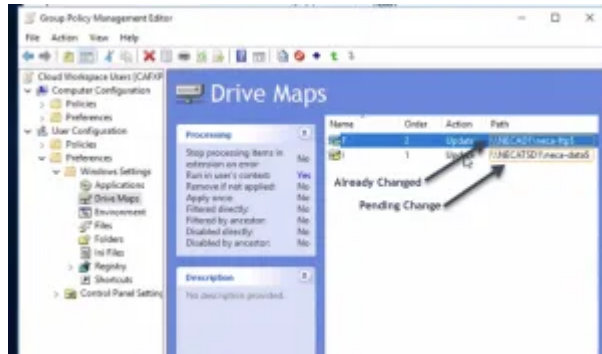 Group Policy Management Editor
File Action View Help
Cloud Workspace Users [CAFXP
Computer Configuration
Policies
Preferences
User Configuration
Policies
Preferences
Windows Settings
Applications
Drive Maps
Environment
Files
Folders
Ini Files
Registry
Shortcuts
Control Panel Setting
Drive Maps
Processing
Stop processing items in extension on error No
Run in user's context Yes
Remove if not applied No
Apply once No
Filtered directly No
Filtered by ancestor No
Disabled directly No
Disabled by ancestor No
Description
No description provided.
Name Order Action Path
2 Update
1 Update
Already Changed
Pending Change